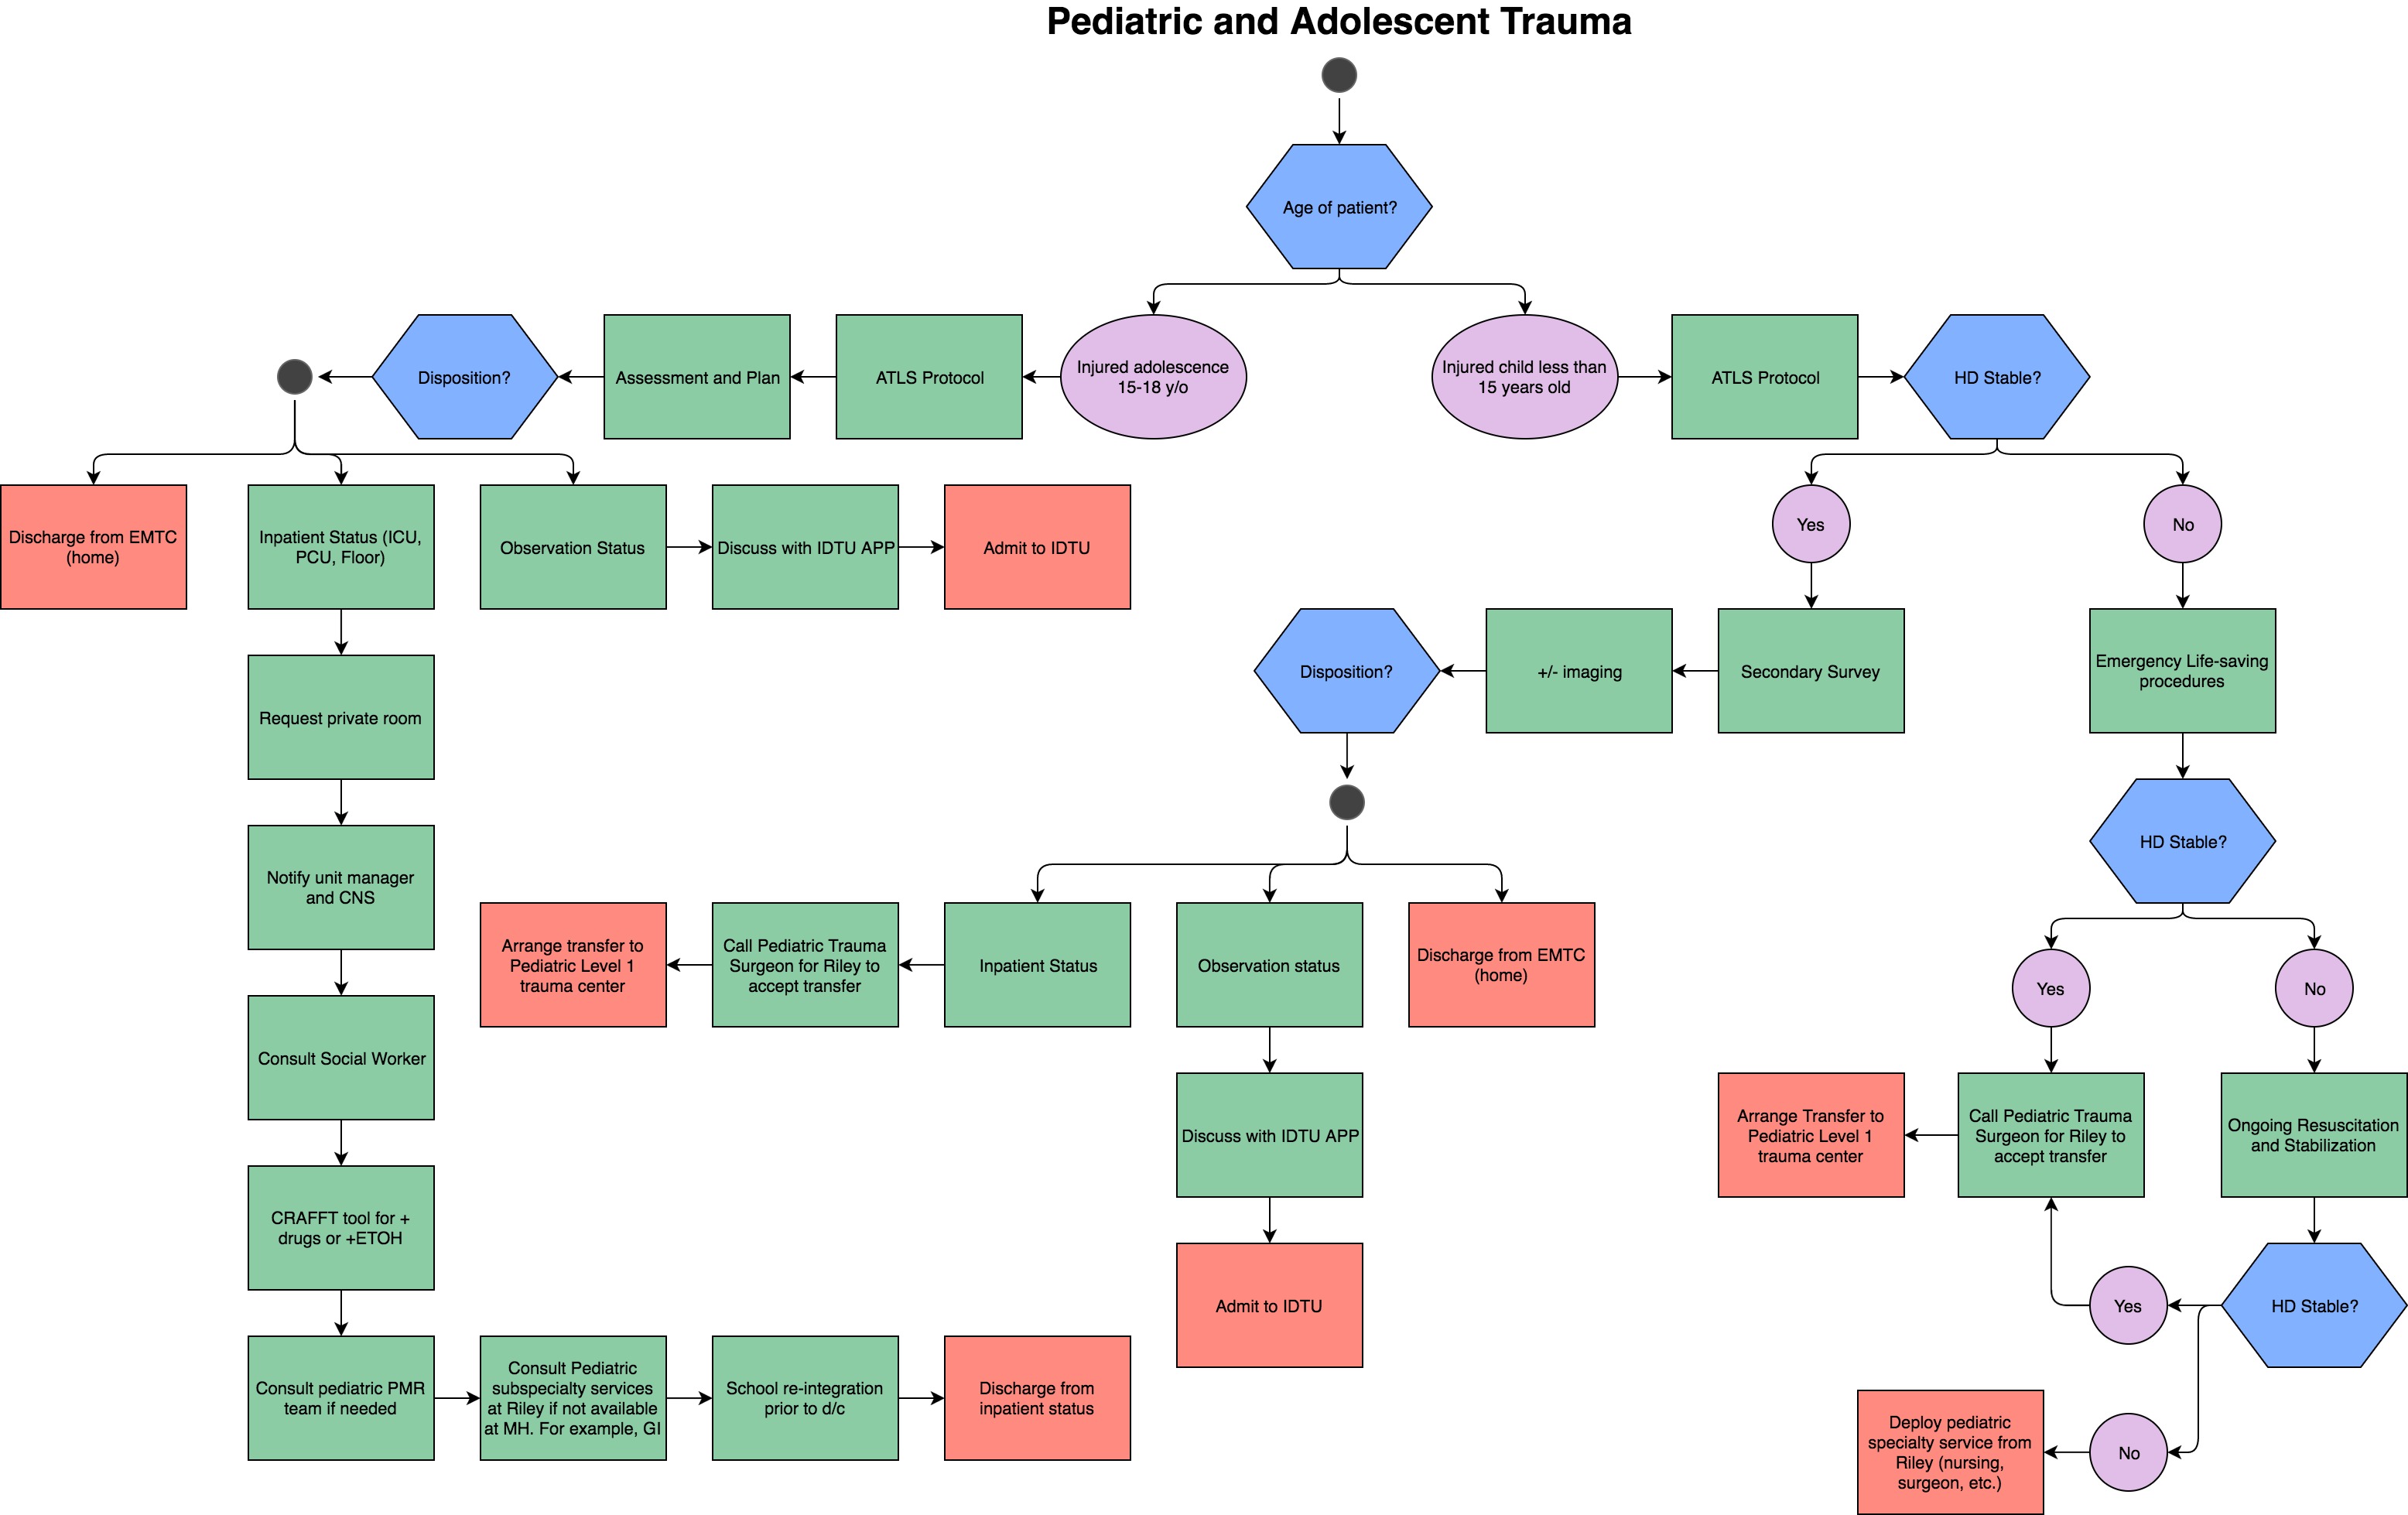 Pediatric and Adolescent Trauma
Age of patient?
Disposition?
Assessment and Plan
ATLS Protocol
Injured adolescence
15-18 y/o
Injured child less than
15 years old
ATLS Protocol
HD Stable?
Discharge from EMTC
(home)
Inpatient Status (ICU,
PCU, Floor)
Observation Status
Discuss with IDTU APP
Admit to IDTU
Yes
No
Request private room
Disposition?
+/- imaging
Secondary Survey
Emergency Life-saving
procedures
Notify unit manager
and CNS
HD Stable?
Arrange transfer to
Pediatric Level 1
trauma center
Call Pediatric Trauma
Surgeon for Riley to
accept transfer
Inpatient Status
Observation status
Discharge from EMTC
(home)
Yes
No
Consult Social Worker
Discuss with IDTU APP
Arrange Transfer to
Pediatric Level 1
trauma center
Call Pediatric Trauma
Surgeon for Riley to
accept transfer
Ongoing Resuscitation
and Stabilization
CRAFFT tool for +
drugs or +ETOH
Admit to IDTU
Yes
HD Stable?
Consult pediatric PMR
team if needed
Consult Pediatric
subspecialty services
at Riley if not available
at MH. For example, GI
School re-integration
prior to d/c
Discharge from
inpatient status
Deploy pediatric
specialty service from
Riley (nursing,
surgeon, etc.)
No